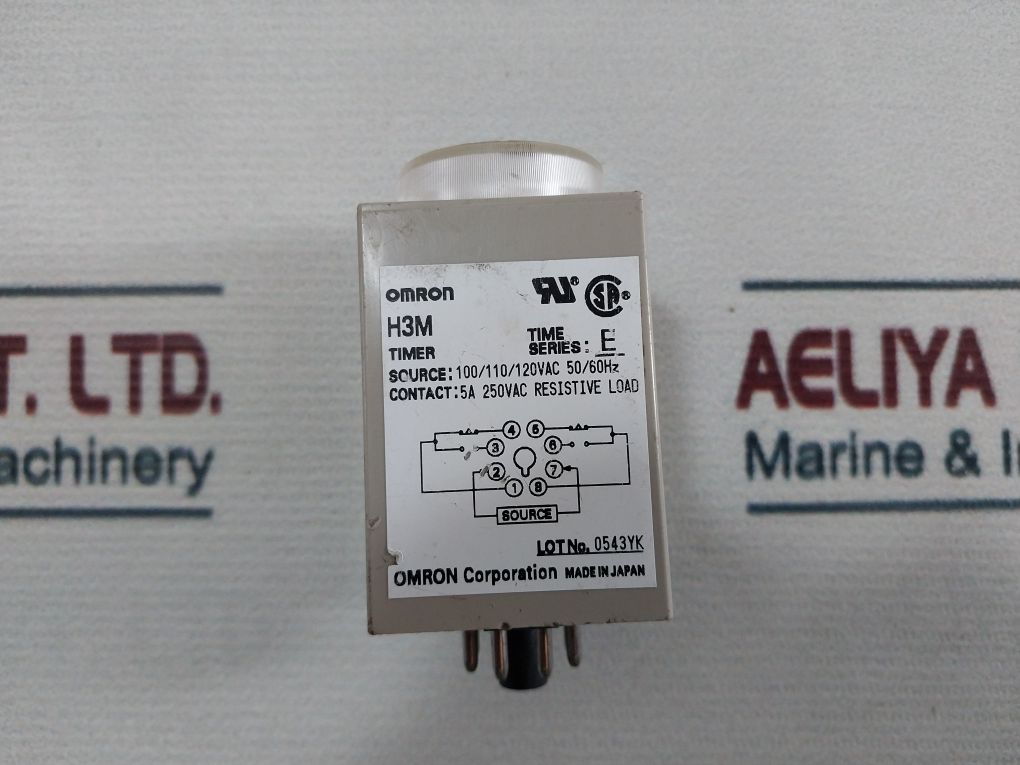 OMRON
H3M
TIMER
TIME
SERIES: E
SOURCE: 100/110/120VAC 50/60Hz
CONTACT: 5A 250VAC RESISTIVE LOAD
4 5
3 6
2 7
1 8
SOURCE
LOT No. 0543YK
OMRON Corporation MADE IN JAPAN
T. LTD.
achinery
AELIYA
Marine & I